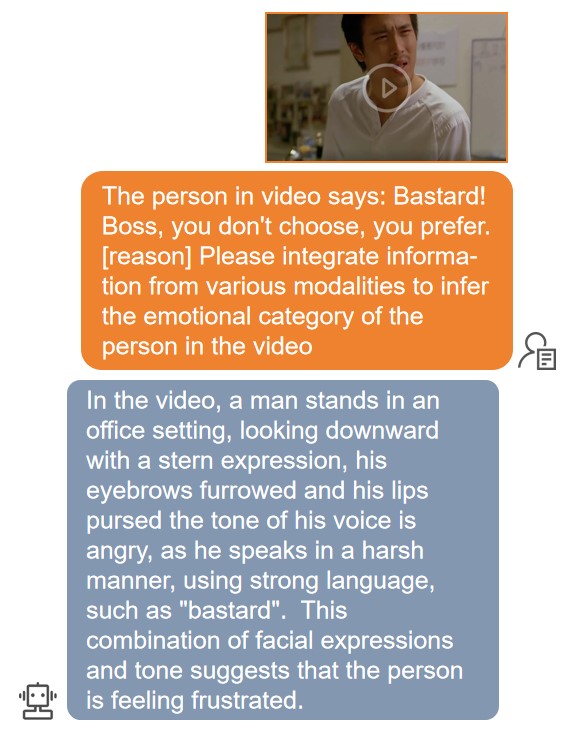 The person in video says: Bastard!
Boss, you don't choose, you prefer.
[reason] Please integrate informa-
tion from various modalities to infer
the emotional category of the
person in the video
In the video, a man stands in an
office setting, looking downward
with a stern expression, his
eyebrows furrowed and his lips
pursed the tone of his voice is
angry, as he speaks in a harsh
manner, using strong language,
such as "bastard".  This
combination of facial expressions
and tone suggests that the person
is feeling frustrated.